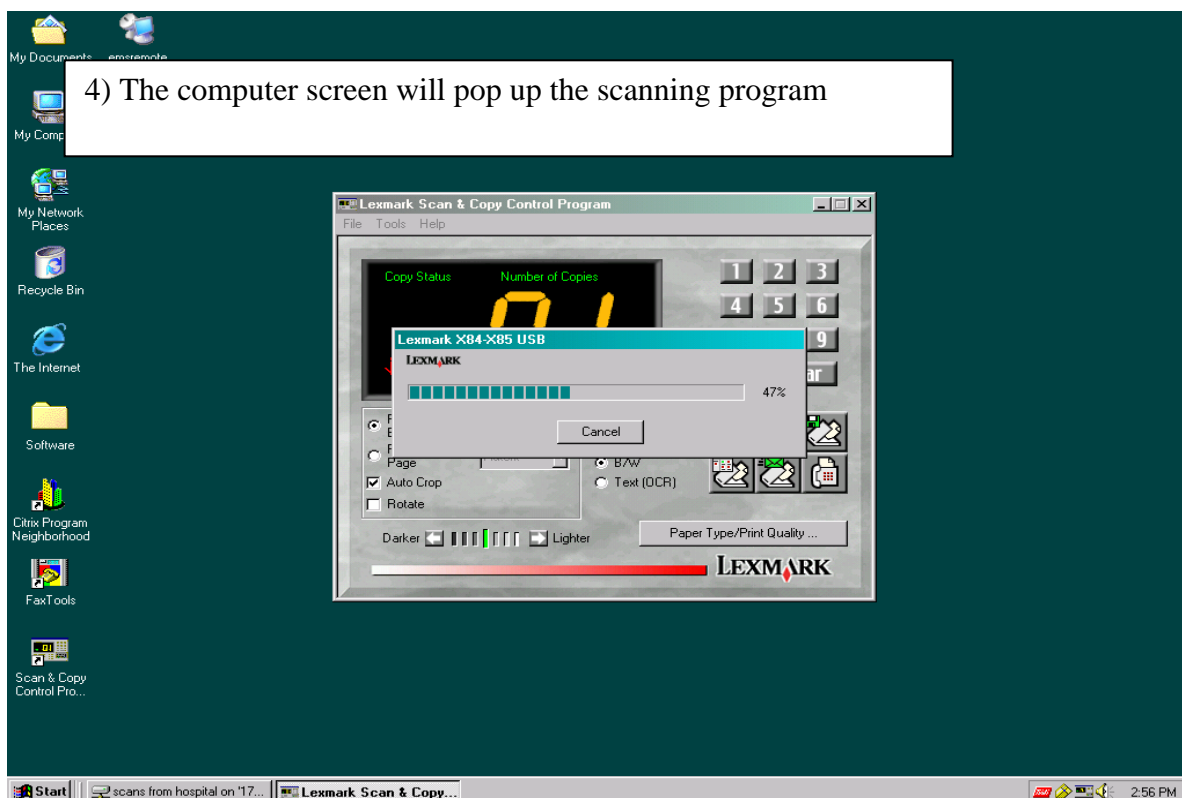 My Documents
emsremote
4) The computer screen will pop up the scanning program
My Comp
My Network
Places
Recycle Bin
The Internet
Software
Citrix Program
Neighborhood
FaxTools
Scan & Copy
Control Pro...
Lexmark Scan & Copy Control Program
File Tools Help
Copy Status Number of Copies
01
1 2 3
4 5 6
9
ar
Lexmark X84-X85 USB
LEXMARK
47%
Cancel
Page
B/W
Auto Crop
Text (OCR)
Rotate
Darker Lighter
Paper Type/Print Quality ...
LEXMARK
Start scans from hospital on '17... Lexmark Scan & Copy... 2:56 PM